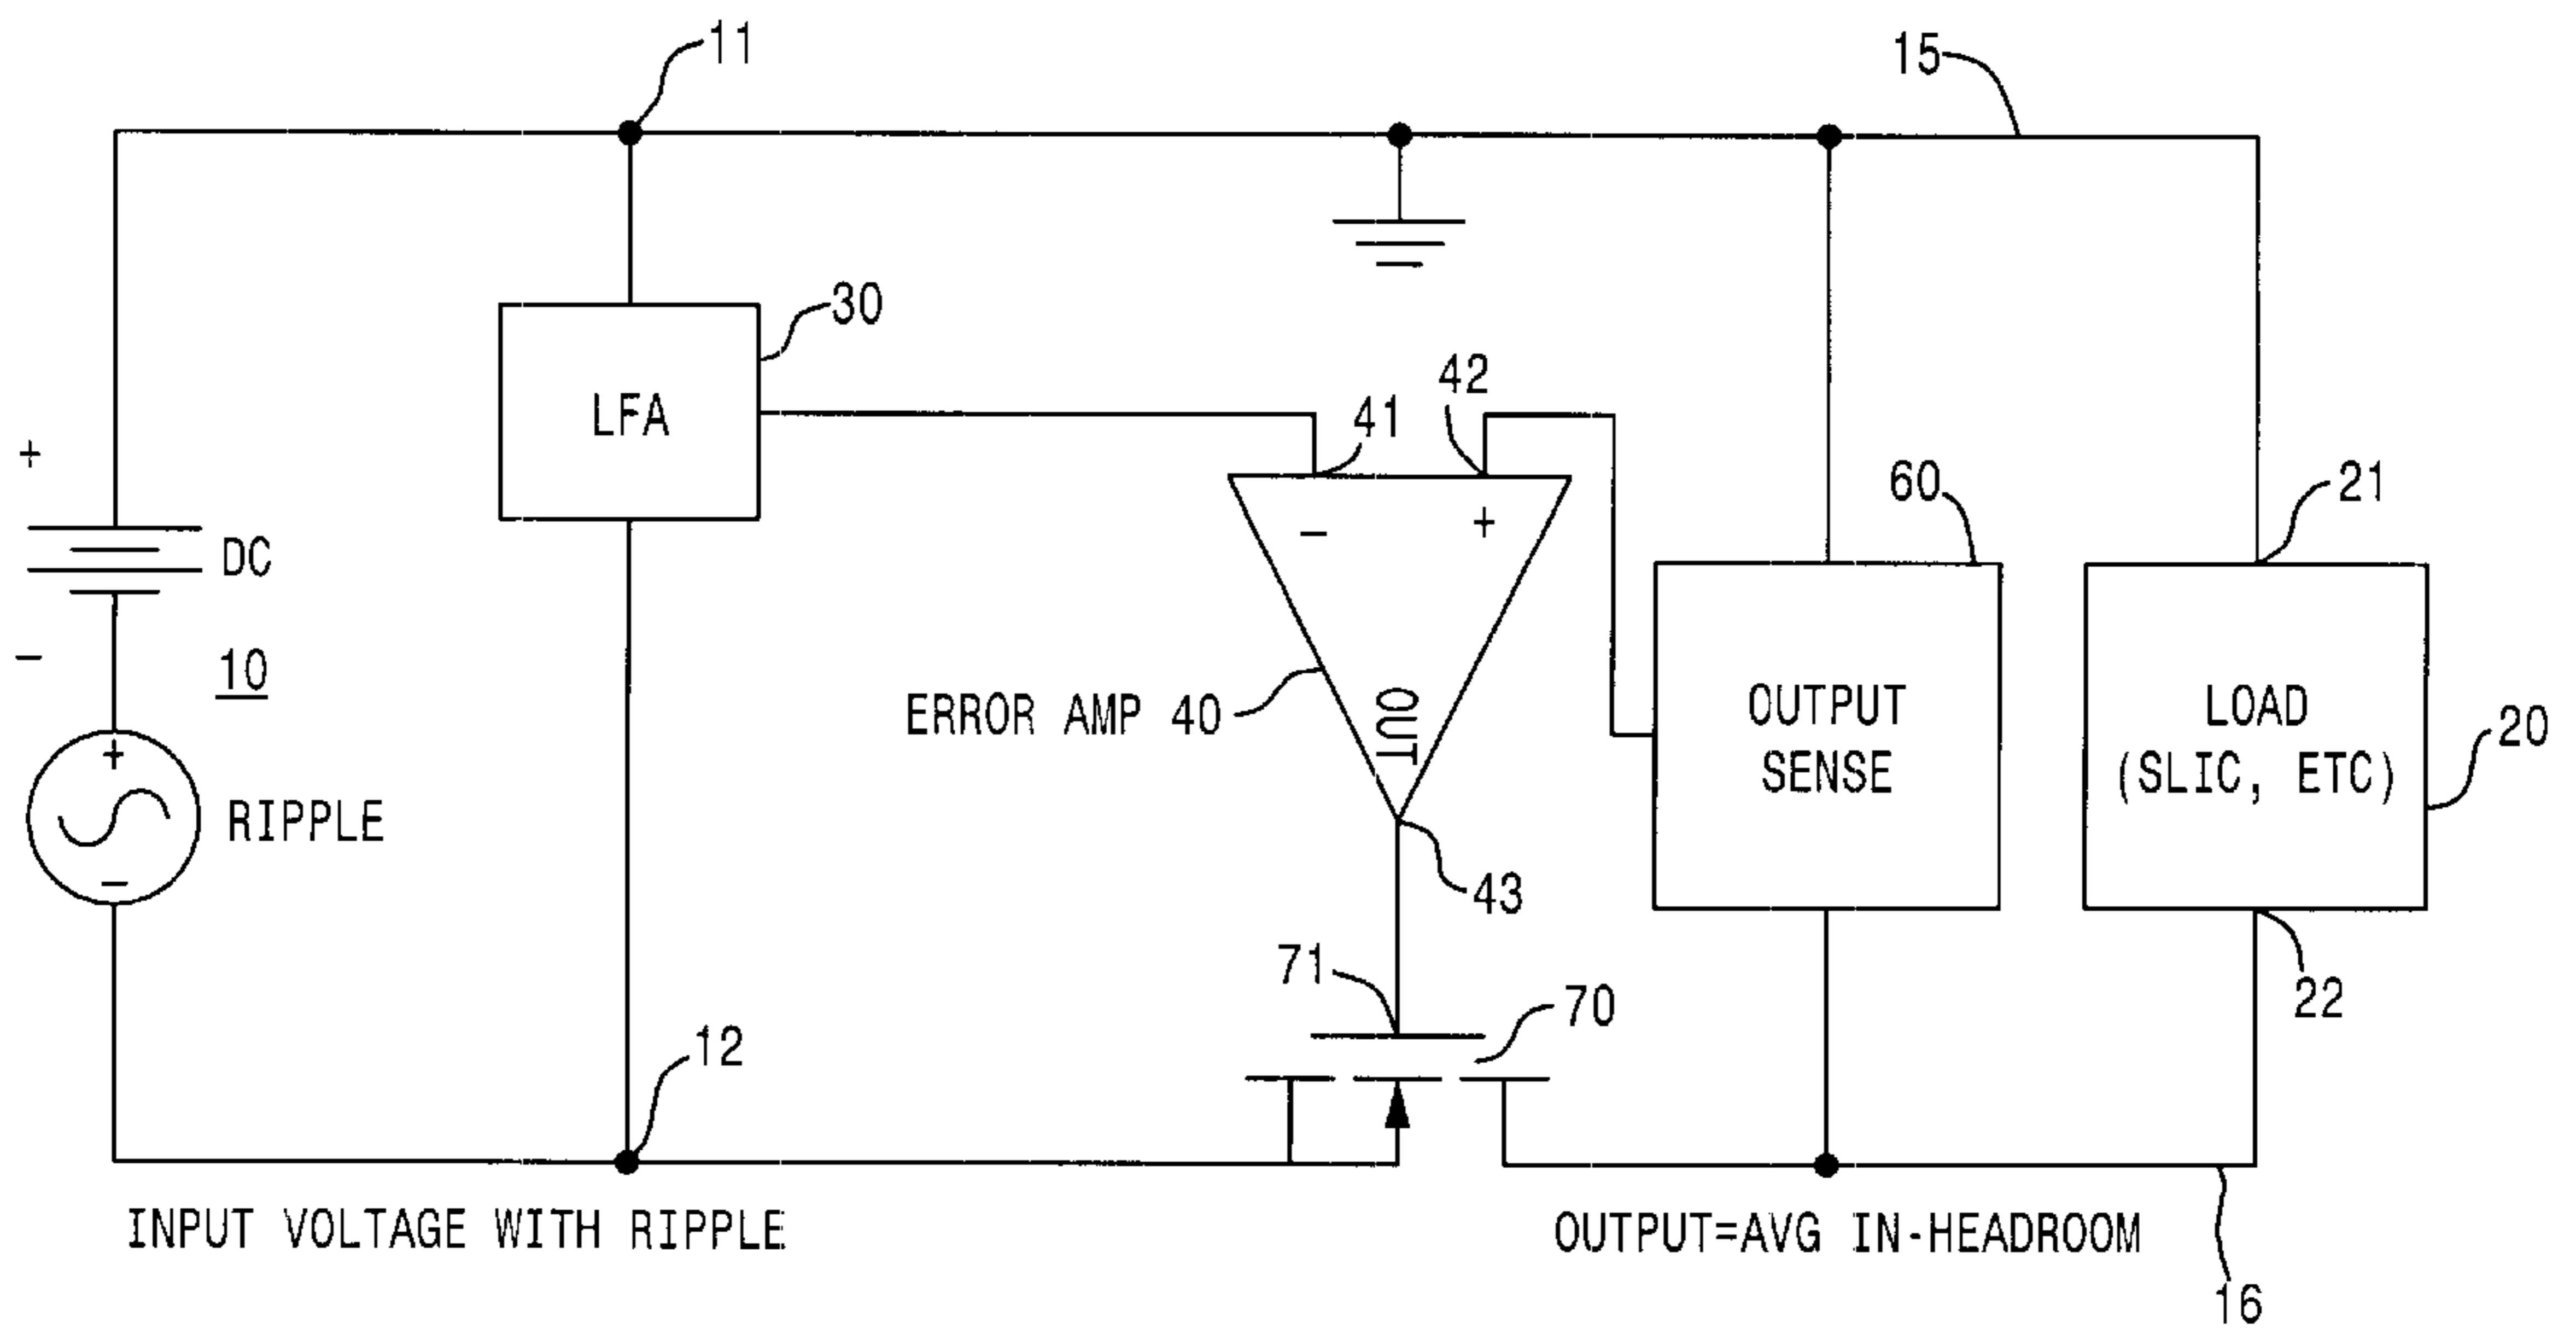 11
15
30
LFA
41
42
+
-
60
21
- +
DC
10
+
RIPPLE
-
ERROR AMP 40
OUT
OUTPUT
SENSE
LOAD
(SLIC, ETC)
20
43
71
70
22
12
INPUT VOLTAGE WITH RIPPLE
OUTPUT=AVG IN-HEADROOM
16